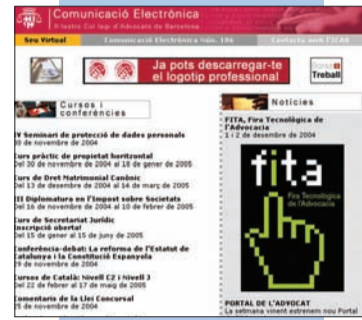 Comunicació Electrònica
Il·lustre Col·legi d'Advocats de Barcelona
Seu Virtual
Comunicació Electrònica Núm. 186
Contacta amb l'ICAB
Ja pots descarregar-te
el logotip professional
Borsa
Treball
Cursos i
conferències
IV Seminari de protecció de dades personals
30 de novembre de 2004
Curs pràctic de propietat horitzontal
Del 30 de novembre de 2004 al 18 de gener de 2005
Curs de Dret Matrimonial Canònic
Del 13 de desembre de 2004 al 14 de març de 2005
III Diplomatura en l'Impost sobre Societats
Del 16 de novembre de 2004 al 10 de febrer de 2005
Curs de Secretariat Jurídic
Inscripció oberta!
Del 15 de gener al 15 de juny de 2005
Conferència-debat: La reforma de l'Estatut de
Catalunya i la Constitució Espanyola
29 de novembre de 2004
Cursos de Català: Nivell C2 i Nivell 3
Del 22 de febrer al 17 de maig de 2005
Comentaris de la Llei Concursal
25 de novembre de 2004
Notícies
FITA, Fira Tecnològica de
l'Advocacia
1 i 2 de desembre de 2004
fita
Fira Tecnològica
de l'Advocacia
PORTAL DE L'ADVOCAT
La setmana vinent estrenem nou Portal